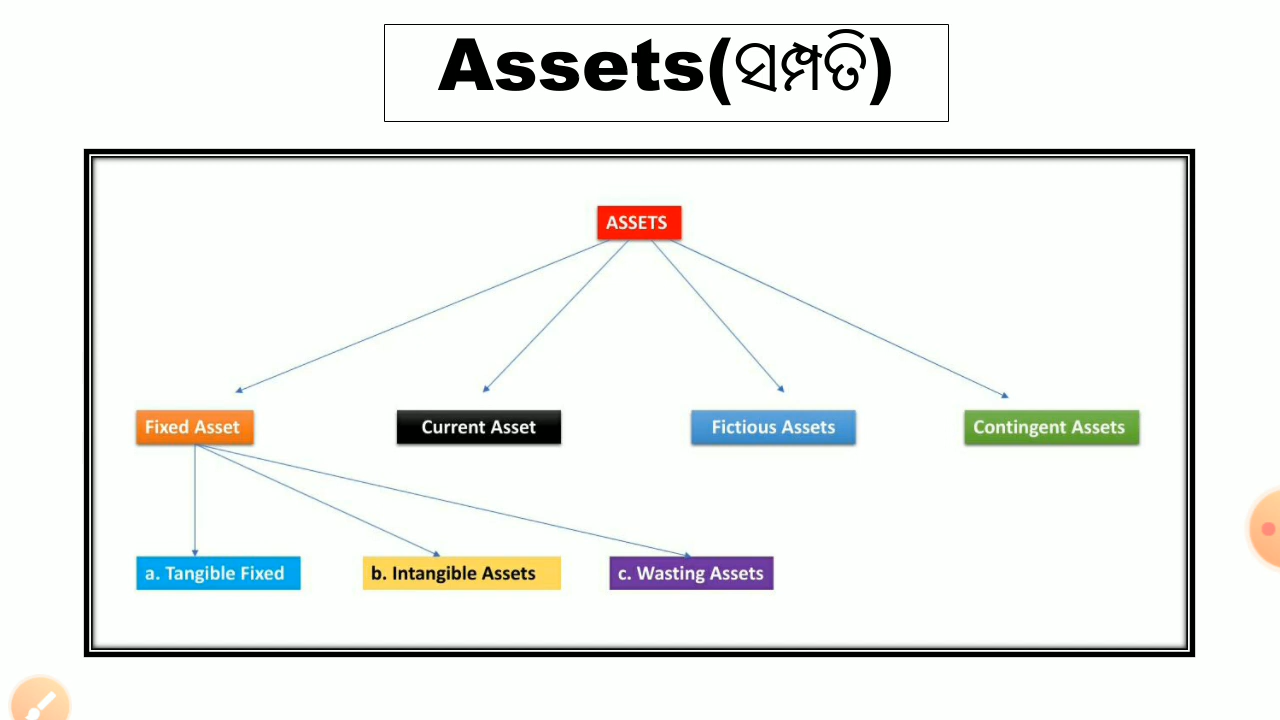 Assets(ସମ୍ପତି)
ASSETS
Fixed Asset
Current Asset
Fictious Assets
Contingent Assets
a. Tangible Fixed
b. Intangible Assets
c. Wasting Assets